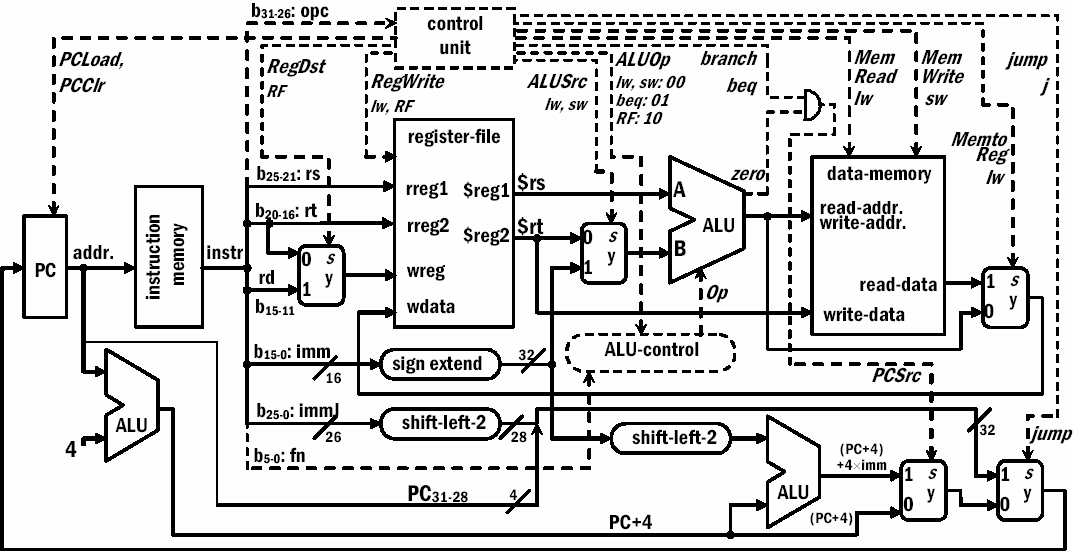 b31-26: opc
control
unit
PCLoad,
PCClr
RegDst
RF
RegWrite
lw, RF
ALUSrc
lw, sw
ALUOp
lw, sw: 00
beq: 01
RF: 10
branch
beq
Mem
Read
lw
Mem
Write
sw
jump
j
Memto
Reg
lw
register-file
b25-21: rs
rreg1
$reg1
$rs
b20-16: rt
rreg2
$reg2
$rt
zero
A
B
ALU
data-memory
read-addr.
write-addr.
read-data
write-data
PC
addr.
instruction
memory
instr
0
1
s
y
rd
b15-11
wreg
wdata
0
1
s
y
Op
1
0
s
y
b15-0: imm
16
sign extend
32
ALU-control
PCSrc
ALU
4
b25-0: imml
26
shift-left-2
28
shift-left-2
32
jump
b5-0: fn
PC31-28
4
ALU
(PC+4)
+4×imm
(PC+4)
1
0
s
y
1
0
s
y
PC+4